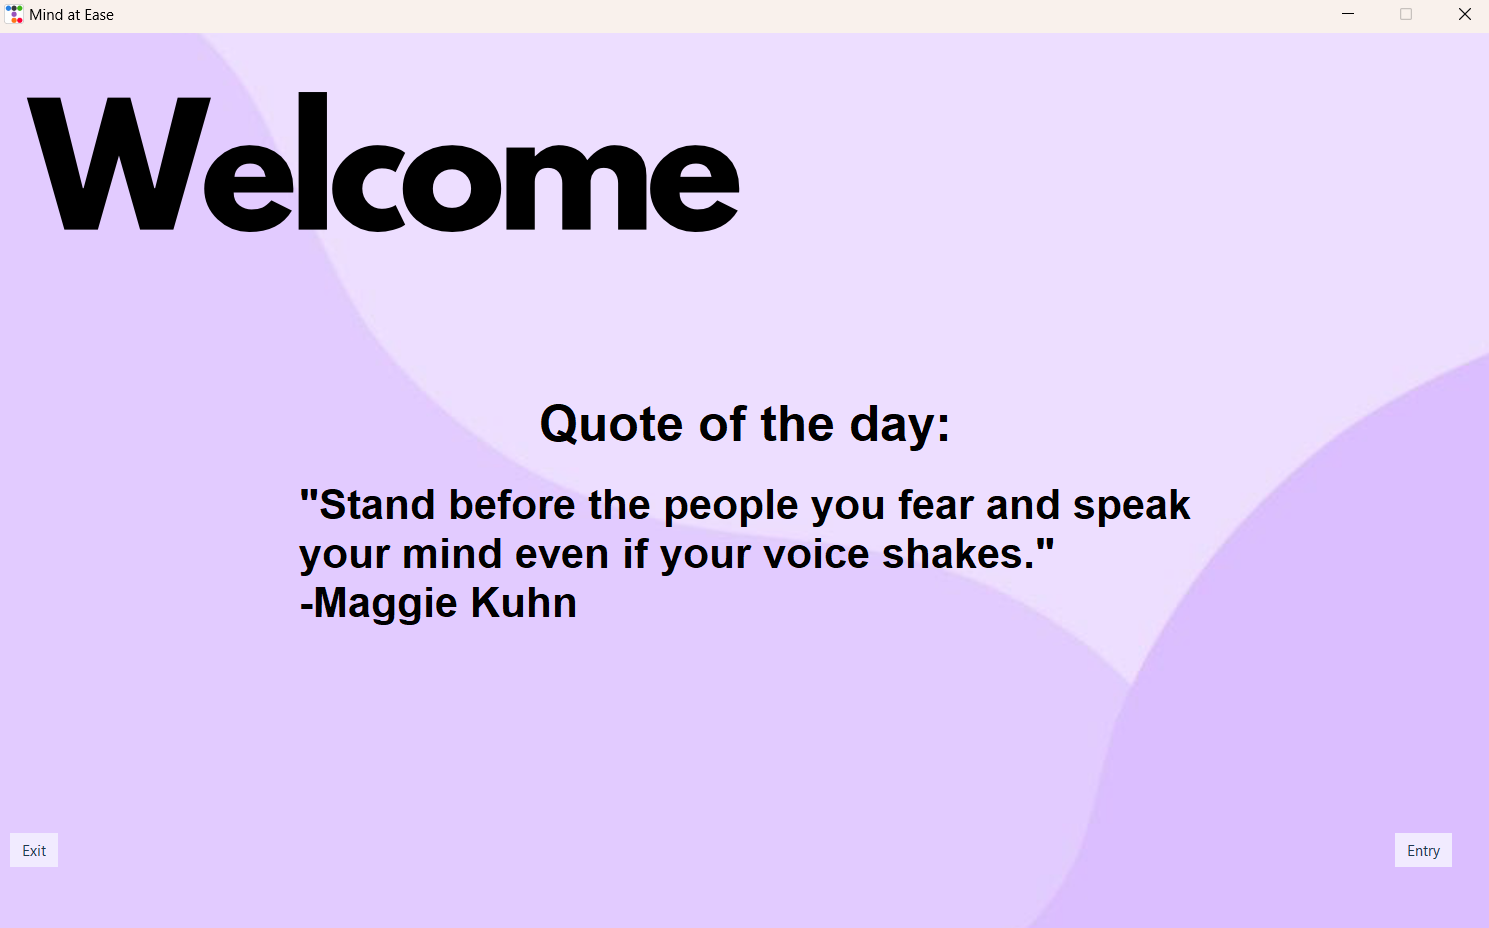 Mind at Ease
Welcome
Quote of the day:
"Stand before the people you fear and speak
your mind even if your voice shakes."
-Maggie Kuhn
Exit
Entry